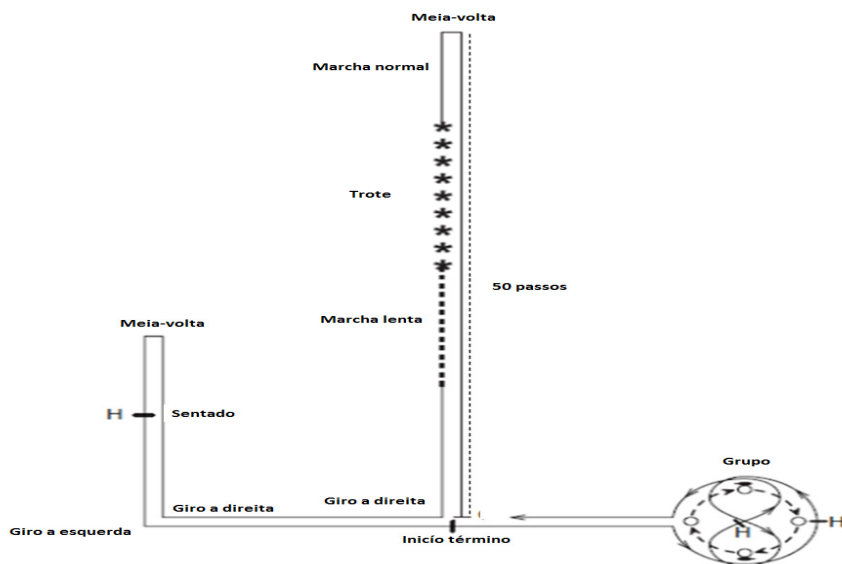 Meia-volta
Marcha normal
Trote
50 passos
Marcha lenta
Meia-volta
H
Sentado
Grupo
Giro a direita
Giro a direita
H
H
Giro a esquerda
Inicío término